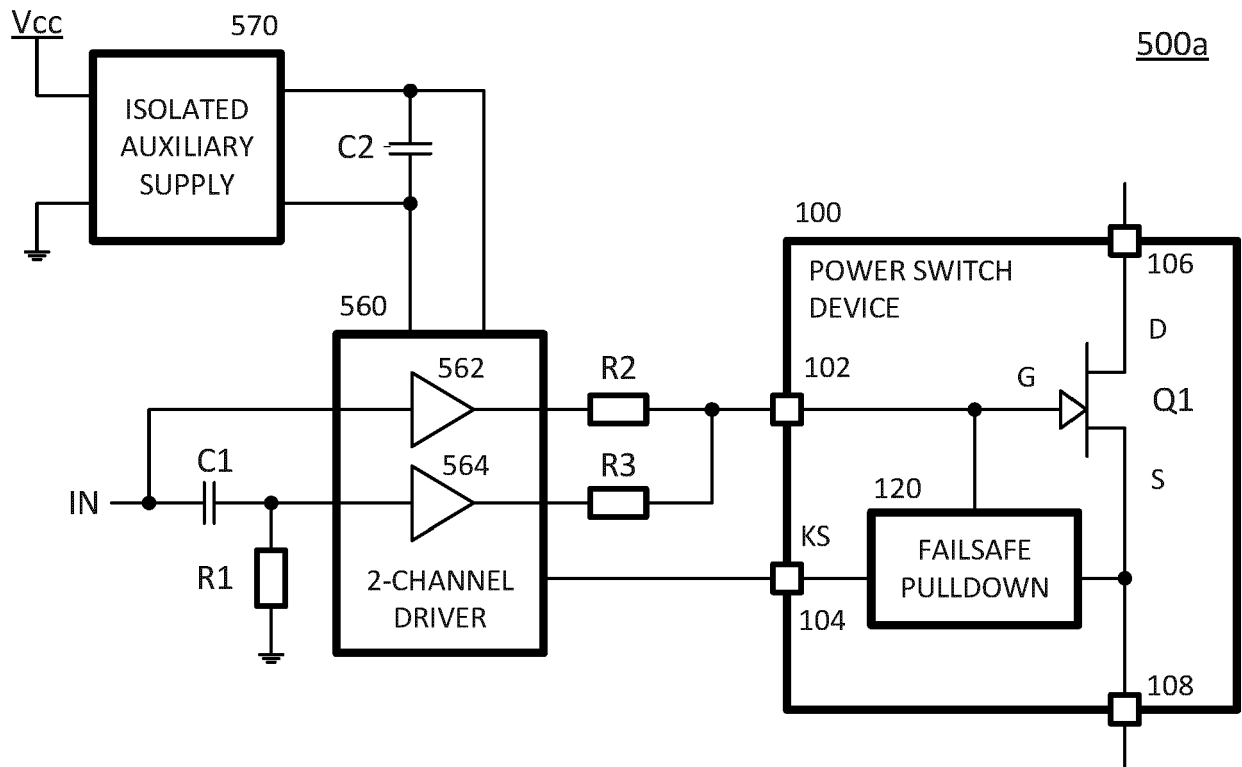 Vcc
570
500a
ISOLATED
AUXILIARY
SUPPLY
C2
100
106
POWER SWITCH
DEVICE
560
D
562
R2
102
G
Q1
C1
564
R3
S
IN
120
KS
FAILSAFE
PULLDOWN
R1
2-CHANNEL
DRIVER
104
108